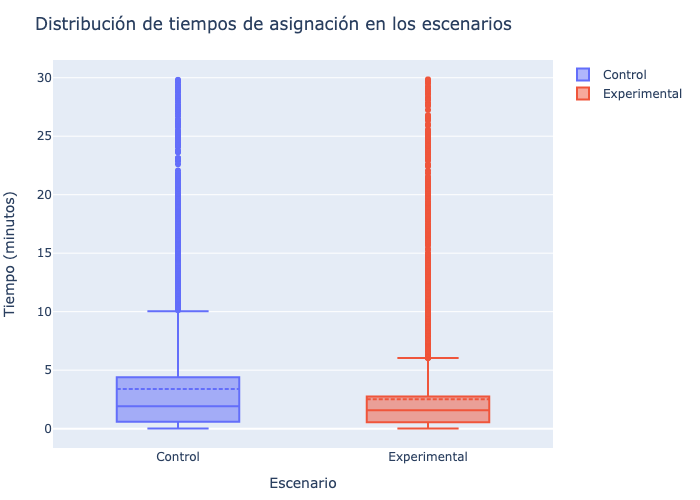 Distribución de tiempos de asignación en los escenarios
Control
Experimental
Tiempo (minutos)
30
25
20
15
10
5
0
Control
Experimental
Escenario